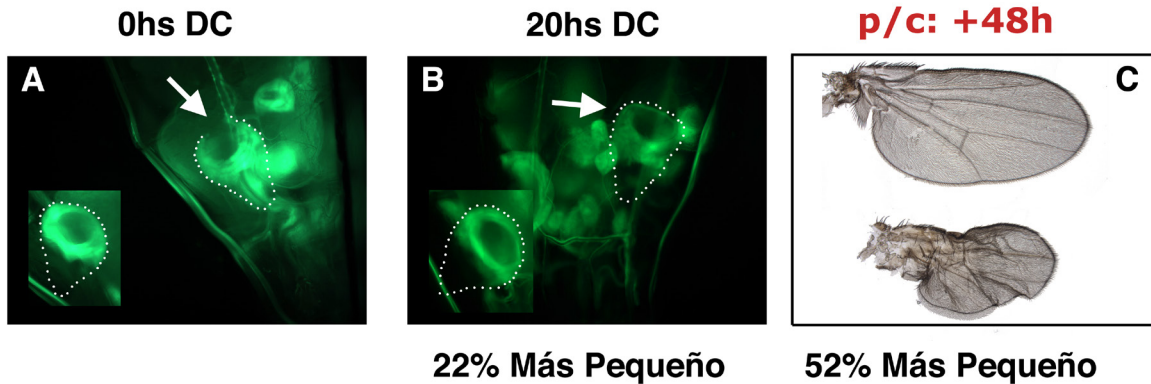 0hs DC
20hs DC
p/c: +48h
A
B
C
22% Más Pequeño
52% Más Pequeño